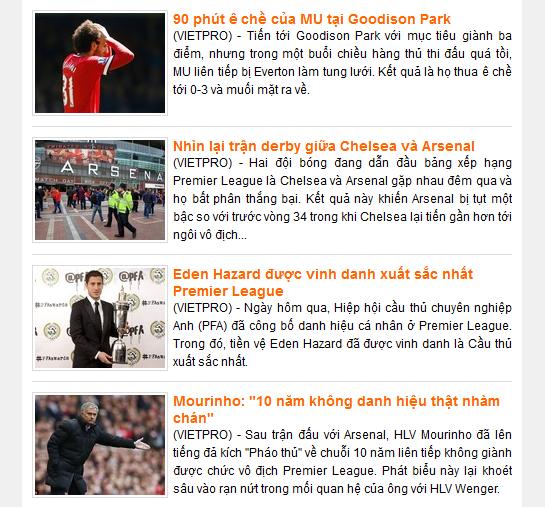 90 phút ê chề của MU tại Goodison Park
(VIETPRO) - Tiến tới Goodison Park với mục tiêu giành ba
điểm, nhưng trong một buổi chiều hàng thủ thi đấu quá tồi,
MU liên tiếp bị Everton làm tung lưới. Kết quả là họ thua ê chề
tới 0-3 và muối mặt ra về.
31
Nhìn lại trận derby giữa Chelsea và Arsenal
(VIETPRO) - Hai đội bóng đang dẫn đầu bảng xếp hạng
Premier League là Chelsea và Arsenal gặp nhau đêm qua và
họ bất phân thắng bại. Kết quả này khiến Arsenal bị tụt một
bậc so với trước vòng 34 trong khi Chelsea lại tiến gần hơn tới
ngôi vô địch...
ARSENAL
Eden Hazard được vinh danh xuất sắc nhất
Premier League
(VIETPRO) - Ngày hôm qua, Hiệp hội cầu thủ chuyên nghiệp
Anh (PFA) đã công bố danh hiệu cá nhân ở Premier League.
Trong đó, tiền vệ Eden Hazard đã được vinh danh là Cầu thủ
xuất sắc nhất.
@PFA
Mourinho: "10 năm không danh hiệu thật nhàm
chán"
(VIETPRO) - Sau trận đấu với Arsenal, HLV Mourinho đã lên
tiếng đả kích "Pháo thủ" về chuỗi 10 năm liên tiếp không giành
được chức vô địch Premier League. Phát biểu này lại khoét
sâu vào rạn nứt trong mối quan hệ của ông với HLV Wenger.